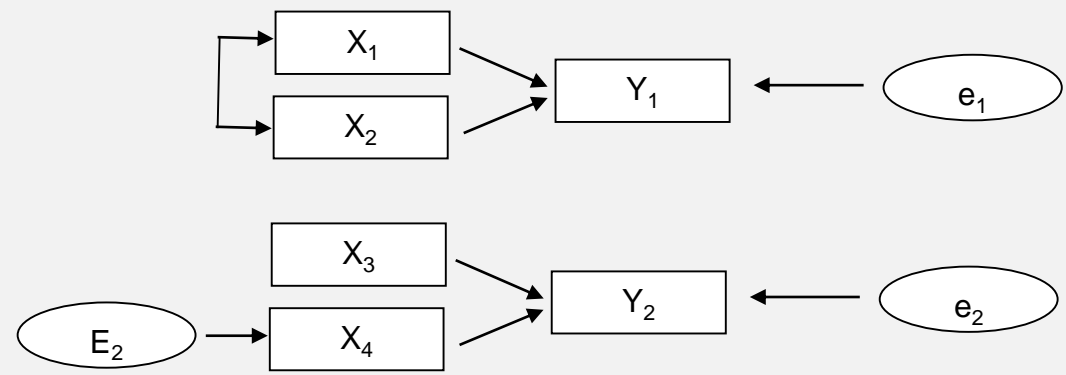 X₁
Y₁
e₁
X₂
X₃
Y₂
e₂
E₂
X₄